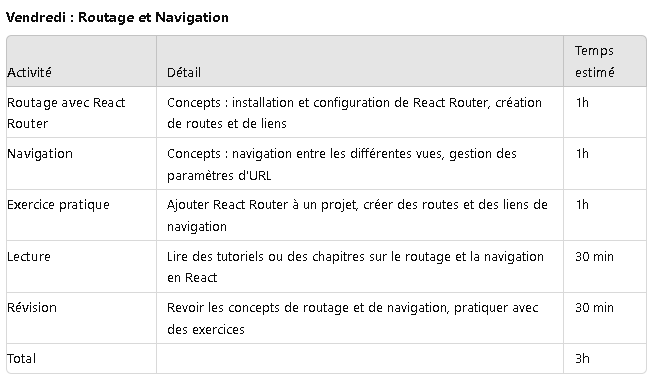 Vendredi : Routage et Navigation
Activité Détail Temps estimé
Routage avec React Router Concepts : installation et configuration de React Router, création de routes et de liens 1h
Navigation Concepts : navigation entre les différentes vues, gestion des paramètres d'URL 1h
Exercice pratique Ajouter React Router à un projet, créer des routes et des liens de navigation 1h
Lecture Lire des tutoriels ou des chapitres sur le routage et la navigation en React 30 min
Révision Revoir les concepts de routage et de navigation, pratiquer avec des exercices 30 min
Total 3h